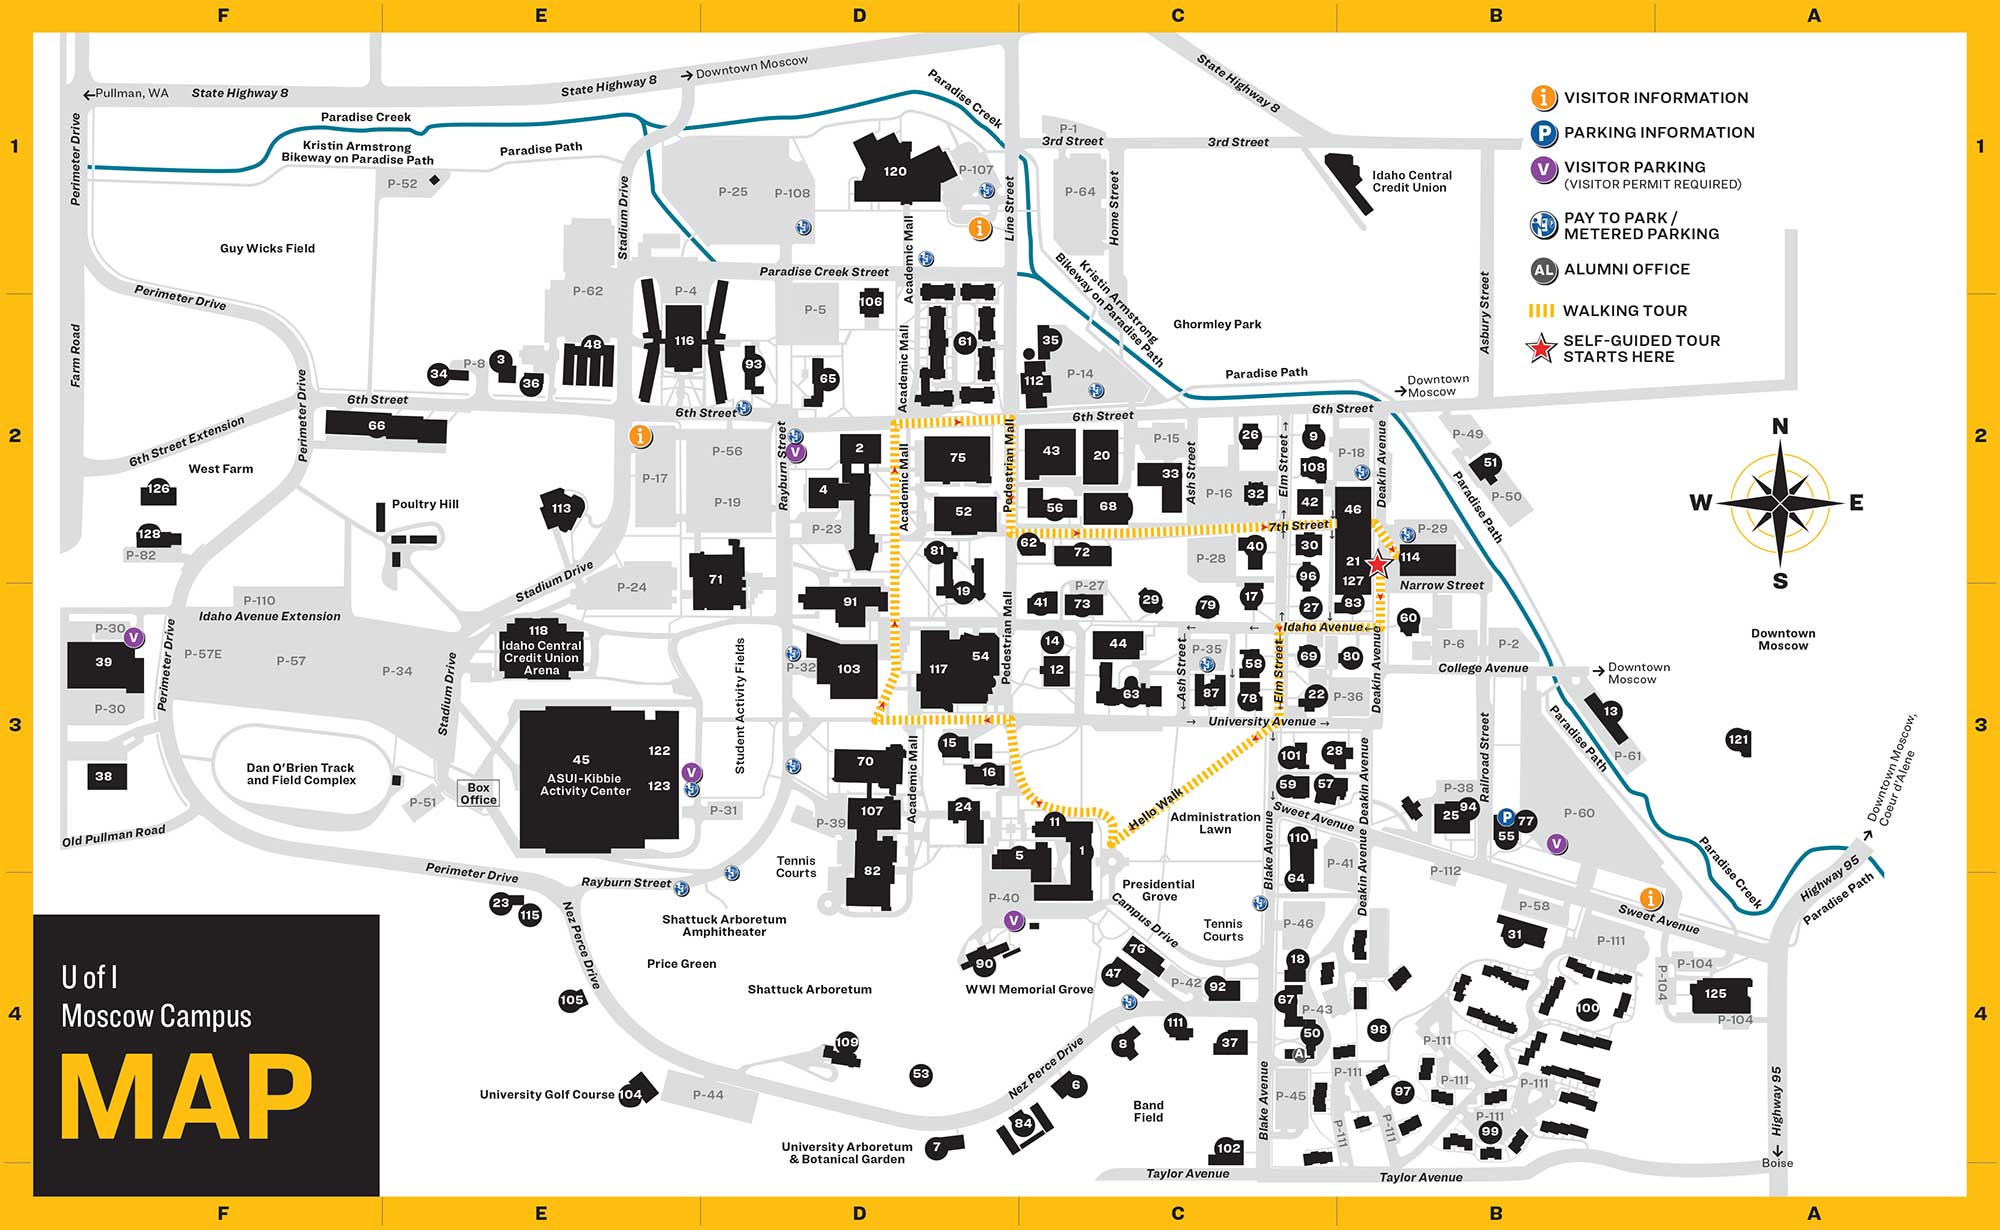 F E D C B A
1
2
3
4
1
2
3
4
F E D C B A
U of I
Moscow Campus
MAP
VISITOR INFORMATION
P PARKING INFORMATION
V VISITOR PARKING
(VISITOR PERMIT REQUIRED)
PAY TO PARK /
METERED PARKING
AL ALUMNI OFFICE
WALKING TOUR
SELF-GUIDED TOUR
STARTS HERE
N
W E
S
←Pullman, WA
State Highway 8
State Highway 8
→Downtown Moscow
State Highway 8
Paradise Creek
Paradise Creek
Kristin Armstrong
Bikeway on Paradise Path
Paradise Path
Perimeter Drive
P-52
Stadium Drive
P-25
P-108
120
P-107
Line Street
P-1
3rd Street
3rd Street
P-64
Home Street
Idaho Central
Credit Union
Guy Wicks Field
Academic Mall
Paradise Creek Street
Kristin Armstrong
Bikeway on Paradise Path
Perimeter Drive
Farm Road
P-62
P-4
116
P-5
106
61
35
112
P-14
Ghormley Park
Asbury Street
Paradise Path
→Downtown
Moscow
34
P-8
3
36
48
93
65
Academic Mall
6th Street
6th Street
6th Street
6th Street
66
6th Street Extension
Perimeter Drive
West Farm
126
128
P-82
Poultry Hill
113
P-17
P-56
P-19
Rayburn Street
V
2
4
P-23
Academic Mall
75
52
Pedestrian Mall
43
20
56
68
P-15
33
Ash Street
P-16
26
32
Elm Street
9
108
42
P-18
46
Deakin Avenue
P-49
51
P-50
Paradise Path
7th Street
P-29
114
21
127
Narrow Street
62
72
P-28
40
30
96
81
19
71
P-24
Stadium Drive
91
41
P-27
73
29
79
17
27
83
60
P-110
Idaho Avenue Extension
Idaho Avenue
P-30
V
39
P-30
P-57E
P-57
P-34
Perimeter Drive
Stadium Drive
118
Idaho Central
Credit Union
Arena
Student Activity Fields
P-32
103
117
54
Pedestrian Mall
14
12
44
63
Ash Street
P-35
87
58
78
Elm Street
69
80
22
P-36
Deakin Avenue
P-6
P-2
College Avenue
→Downtown
Moscow
Downtown
Moscow
University Avenue
13
P-61
121
Paradise Path
Downtown Moscow,
Coeur d'Alene
38
Dan O'Brien Track
and Field Complex
P-51
Box
Office
45
ASUI-Kibbie
Activity Center
122
123
V
P-31
70
Academic Mall
15
16
24
107
P-39
82
Tennis
Courts
11
5
1
P-40
V
Hello Walk
Administration
Lawn
101
28
59
57
Deakin Avenue
Sweet Avenue
Blake Avenue
110
64
P-41
Deakin Avenue
P-38
94
25
Railroad Street
P
77
55
P-60
V
P-112
Paradise Creek
Highway 95
Paradise Path
Old Pullman Road
Perimeter Drive
Rayburn Street
23
115
Nez Perce Drive
Shattuck Arboretum
Amphitheater
Price Green
Shattuck Arboretum
90
WWI Memorial Grove
Presidential
Grove
Campus Drive
Tennis
Courts
76
47
P-42
92
P-46
18
67
P-43
50
AL
P-58
Sweet Avenue
31
P-111
P-104
P-104
125
P-104
100
105
109
53
111
8
37
98
P-111
P-111
P-111
P-111
97
P-111
99
University Golf Course
104
P-44
Nez Perce Drive
6
84
7
University Arboretum
& Botanical Garden
Band
Field
102
Blake Avenue
P-45
P-111
P-111
Highway 95
Boise
Taylor Avenue
Taylor Avenue